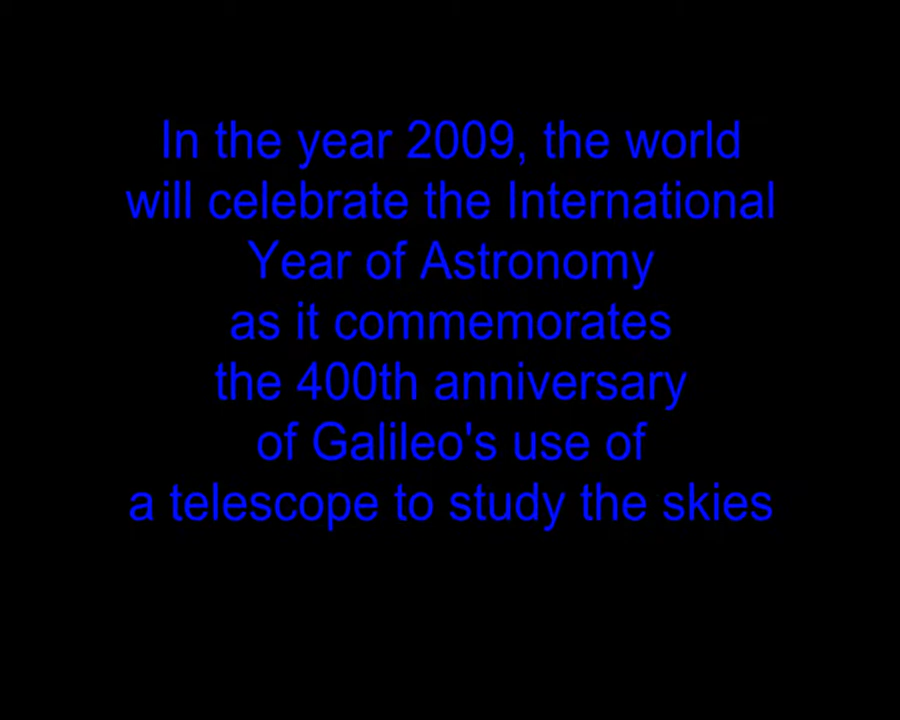 In the year 2009, the world
will celebrate the International
Year of Astronomy
as it commemorates
the 400th anniversary
of Galileo's use of
a telescope to study the skies